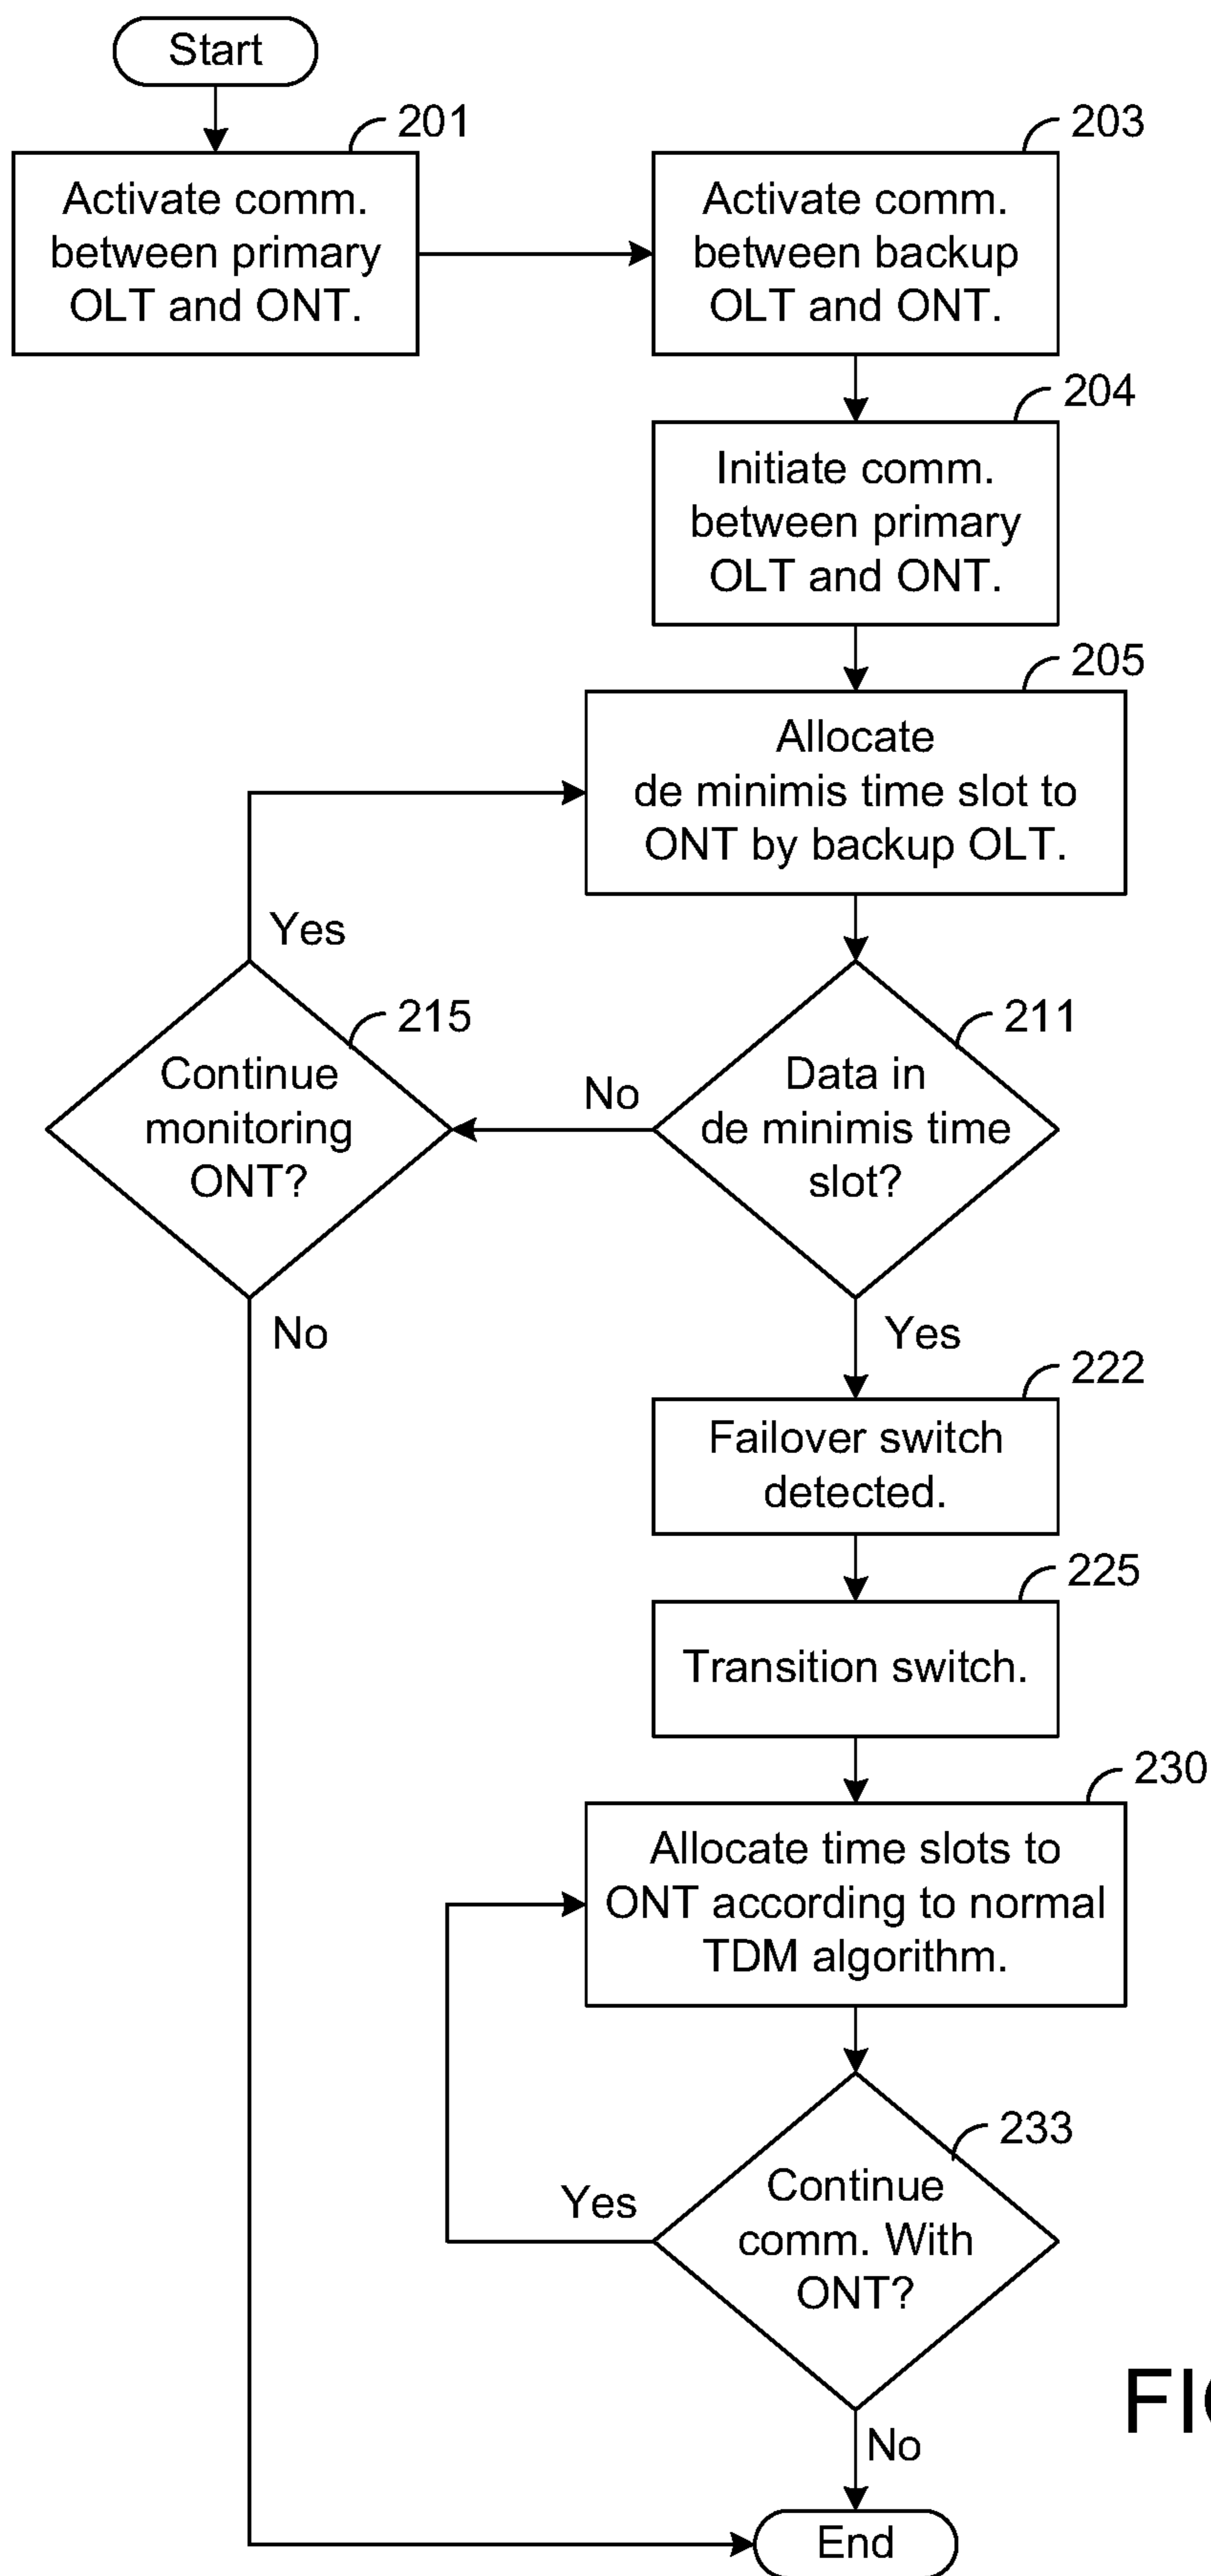 Start
201
Activate comm.
between primary
OLT and ONT.
203
Activate comm.
between backup
OLT and ONT.
204
Initiate comm.
between primary
OLT and ONT.
205
Allocate
de minimis time slot to
ONT by backup OLT.
Yes
215
Continue
monitoring
ONT?
No
No
211
Data in
de minimis time
slot?
Yes
222
Failover switch
detected.
225
Transition switch.
230
Allocate time slots to
ONT according to normal
TDM algorithm.
233
Continue
comm. With
ONT?
Yes
No
End